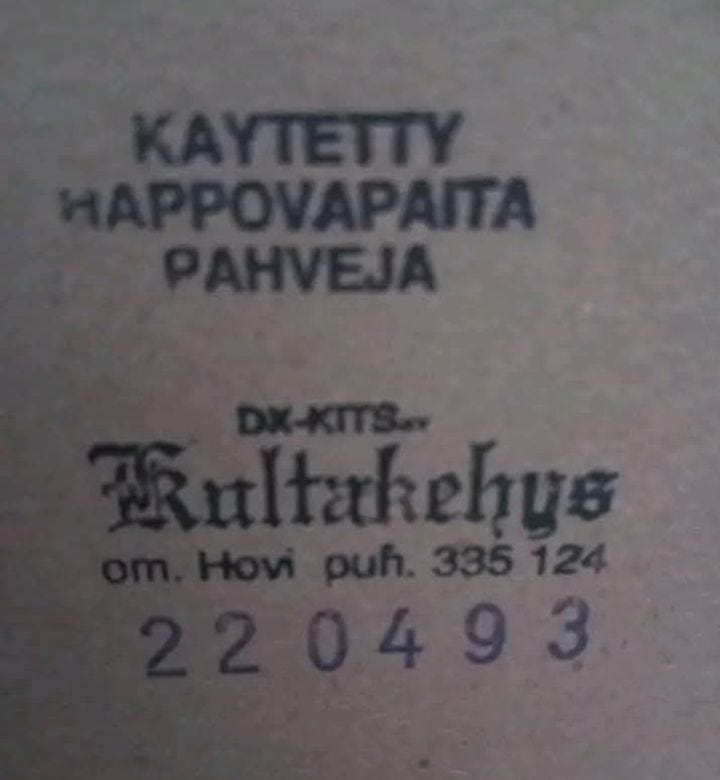 KAYTETTY
HAPPOVAPAITA
PAHVEJA
DX-KITS
Kultakehys
om. Hovi puh. 335 124
220493